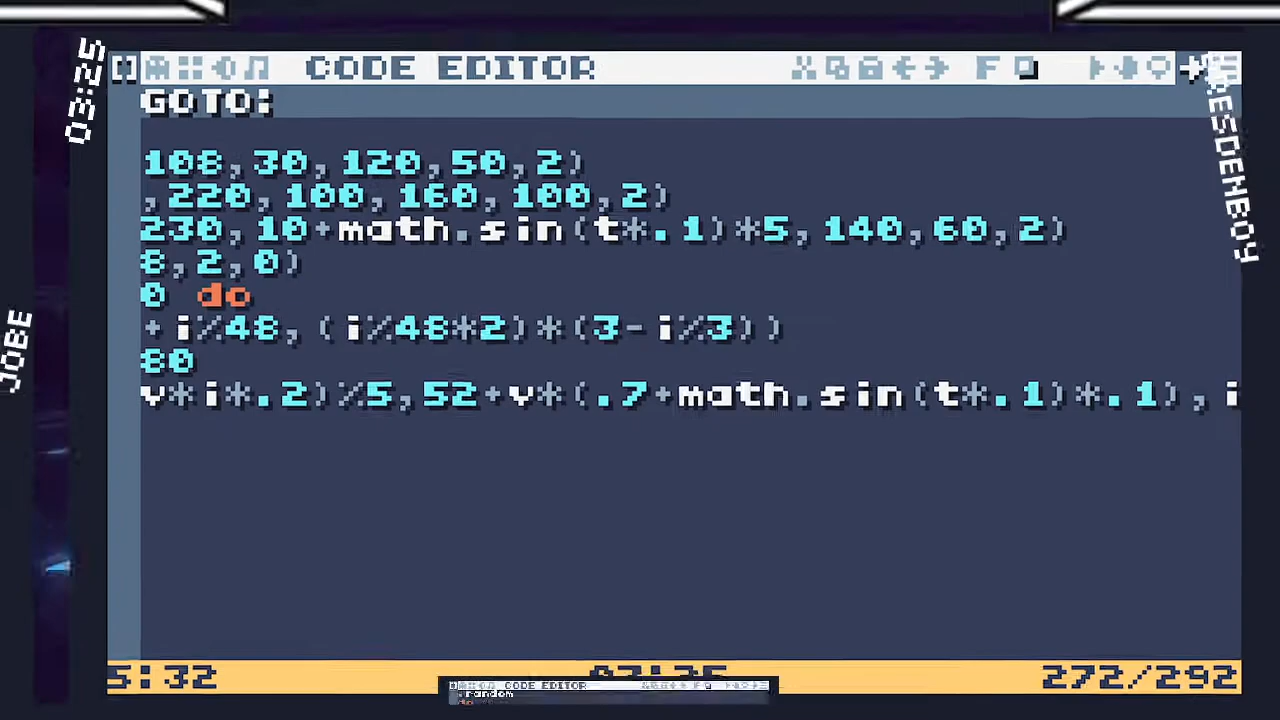 03:25
CODE EDITOR
GOTO:
108,30,120,50,2)
,220,100,160,100,2)
230,10+math.sin(t*.1)*5,140,60,2)
8,2,0)
0 do
+i%48,(i%48*2)*(3-i%3))
80
v*i*.2)%5,52+v*(.7+math.sin(t*.1)*.1),i
JOBE
5:32
272/292
CODE EDITOR